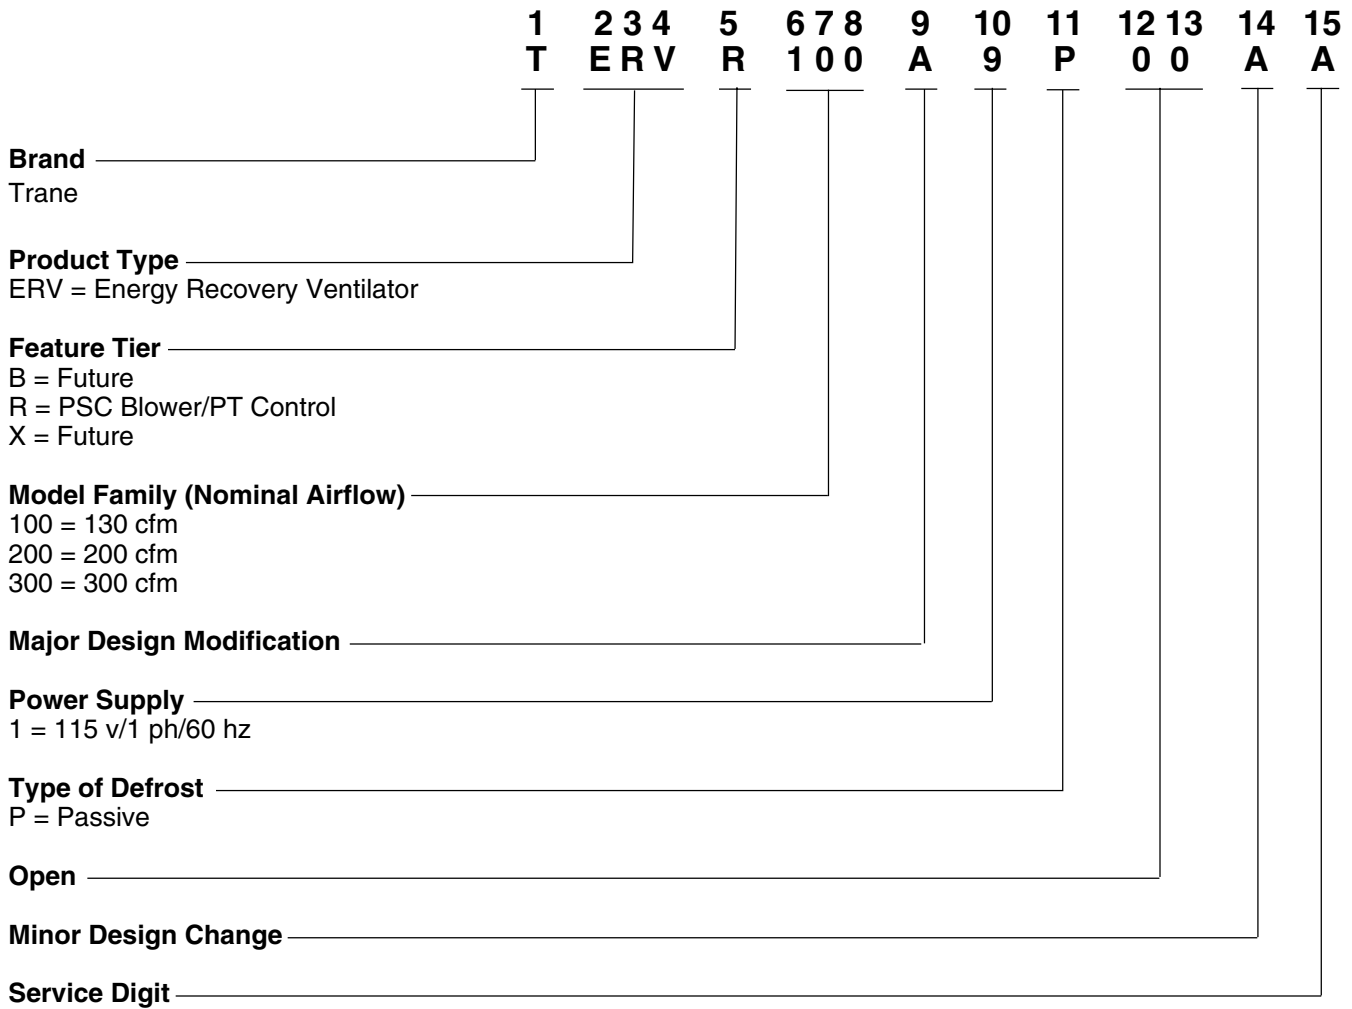 1 2 3 4 5 6 7 8 9 10 11 12 13 14 15
T E R V R 1 0 0 A 9 P 0 0 A A
Brand
Trane
Product Type
ERV = Energy Recovery Ventilator
Feature Tier
B = Future
R = PSC Blower/PT Control
X = Future
Model Family (Nominal Airflow)
100 = 130 cfm
200 = 200 cfm
300 = 300 cfm
Major Design Modification
Power Supply
1 = 115 v/1 ph/60 hz
Type of Defrost
P = Passive
Open
Minor Design Change
Service Digit